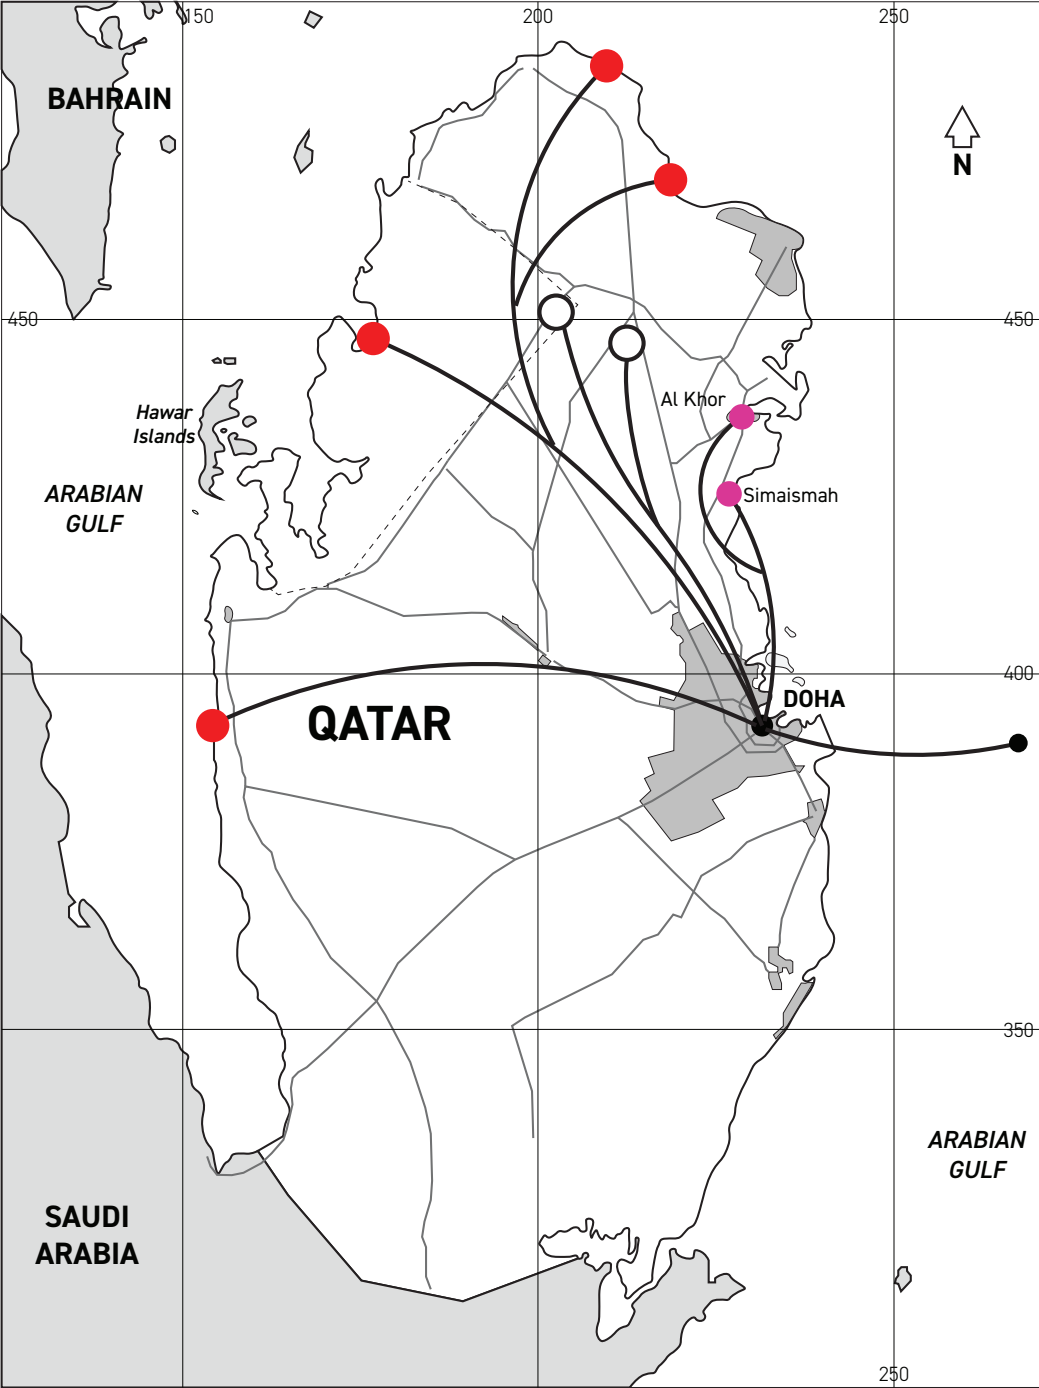 150
200
250
BAHRAIN
N
450
450
Al Khor
Hawar
Islands
ARABIAN
GULF
Simaismah
400
DOHA
QATAR
350
ARABIAN
GULF
SAUDI
ARABIA
250